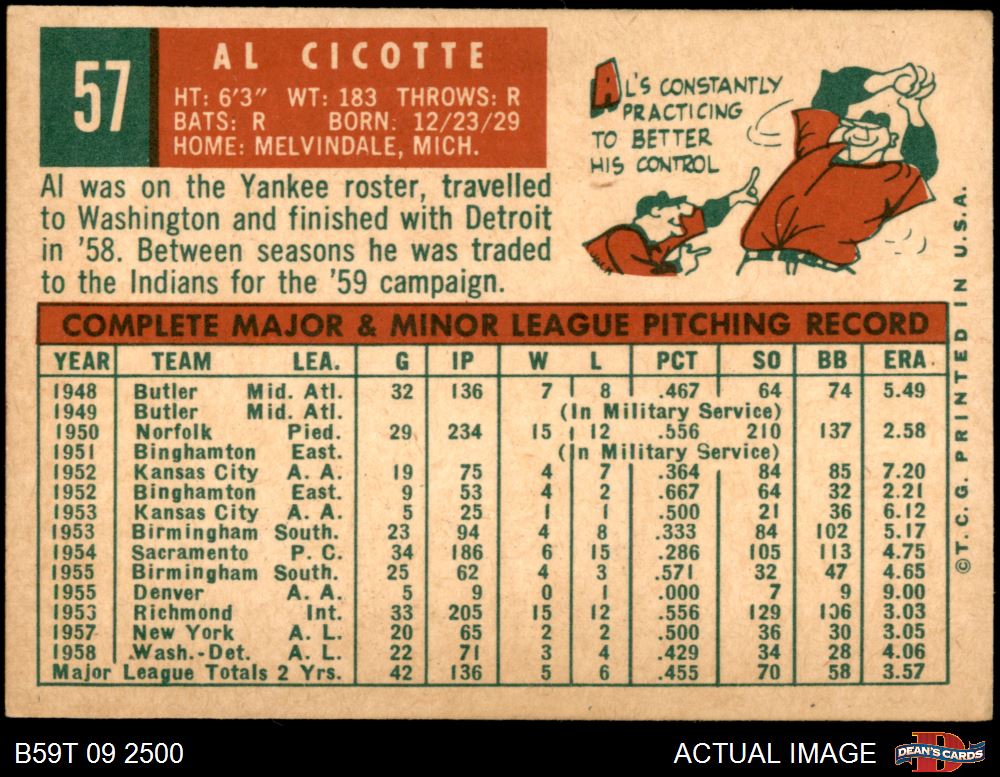 57
AL CICOTTE
HT: 6'3" WT: 183 THROWS: R
BATS: R BORN: 12/23/29
HOME: MELVINDALE, MICH.
AL'S CONSTANTLY
PRACTICING
TO BETTER
HIS CONTROL
Al was on the Yankee roster, travelled
to Washington and finished with Detroit
in '58. Between seasons he was traded
to the Indians for the '59 campaign.
COMPLETE MAJOR & MINOR LEAGUE PITCHING RECORD
YEAR TEAM LEA. G IP W L PCT SO BB ERA
1948 Butler Mid. Atl. 32 136 7 8 .467 64 74 5.49
1949 Butler Mid. Atl. (In Military Service)
1950 Norfolk Pied. 29 234 15 12 .556 210 137 2.58
1951 Binghamton East. (In Military Service)
1952 Kansas City A. A. 19 75 4 7 .364 84 85 7.20
1952 Binghamton East. 9 53 4 2 .667 64 32 2.21
1953 Kansas City A. A. 5 25 1 1 .500 21 36 6.12
1953 Birmingham South. 23 94 4 8 .333 84 102 5.17
1954 Sacramento P. C. 34 186 6 15 .286 105 113 4.75
1955 Birmingham South. 25 62 4 3 .571 32 47 4.65
1955 Denver A. A. 5 9 0 1 .000 7 9 9.00
1953 Richmond Int. 33 205 15 12 .556 129 106 3.03
1957 New York A. L. 20 65 2 2 .500 36 30 3.05
1958 Wash.-Det. A. L. 22 71 3 4 .429 34 28 4.06
Major League Totals 2 Yrs. 42 136 5 6 .455 70 58 3.57
©T.C.G. PRINTED IN U.S.A.
B59T 09 2500
ACTUAL IMAGE
DEAN'S CARDS